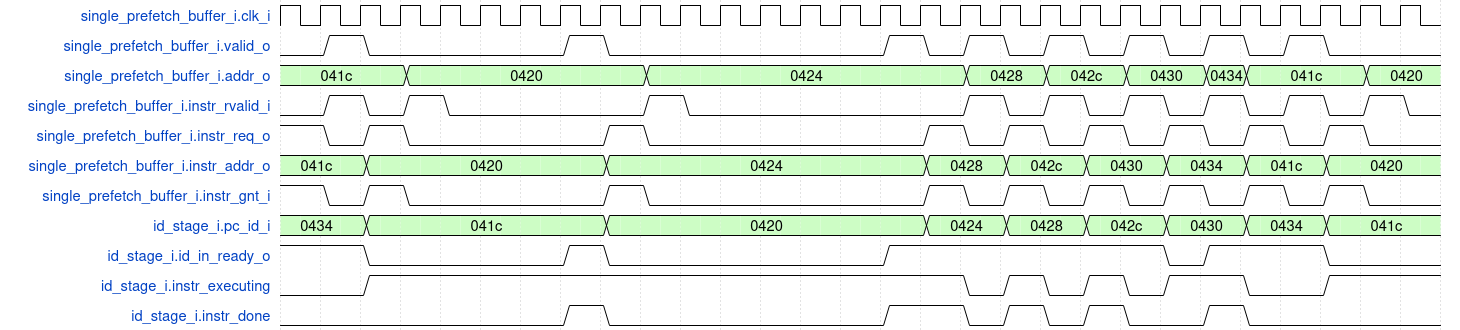 single_prefetch_buffer_i.clk_i
single_prefetch_buffer_i.valid_o
single_prefetch_buffer_i.addr_o 041c 0420 0424 0428 042c 0430 0434 041c 0420
single_prefetch_buffer_i.instr_rvalid_i
single_prefetch_buffer_i.instr_req_o
single_prefetch_buffer_i.instr_addr_o 041c 0420 0424 0428 042c 0430 0434 041c 0420
single_prefetch_buffer_i.instr_gnt_i
id_stage_i.pc_id_i 0434 041c 0420 0424 0428 042c 0430 0434 041c
id_stage_i.id_in_ready_o
id_stage_i.instr_executing
id_stage_i.instr_done